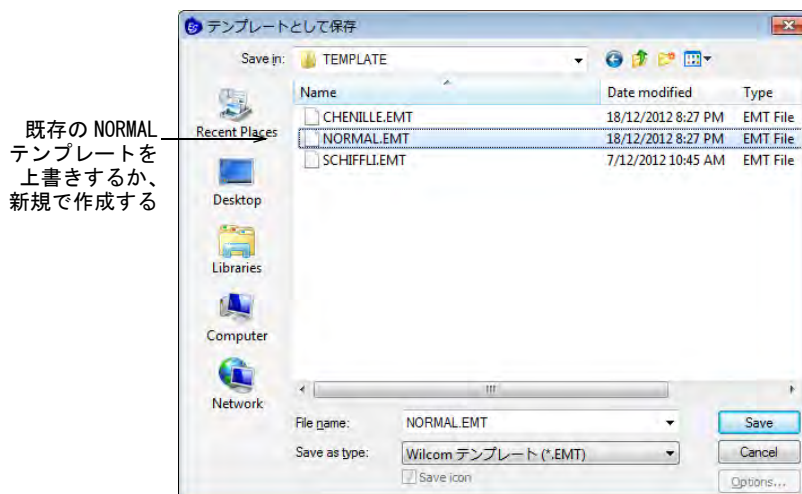 テンプレートとして保存
Save in:
TEMPLATE
既存の NORMAL
テンプレートを
上書きするか、
新規で作成する
Recent Places
Desktop
Libraries
Computer
Network
Name Date modified Type
CHENILLE.EMT 18/12/2012 8:27 PM EMT File
NORMAL.EMT 18/12/2012 8:27 PM EMT File
SCHIFFLI.EMT 7/12/2012 10:45 AM EMT File
File name: NORMAL.EMT Save
Save as type: Wilcom テンプレート (*.EMT) Cancel
Save icon Options...